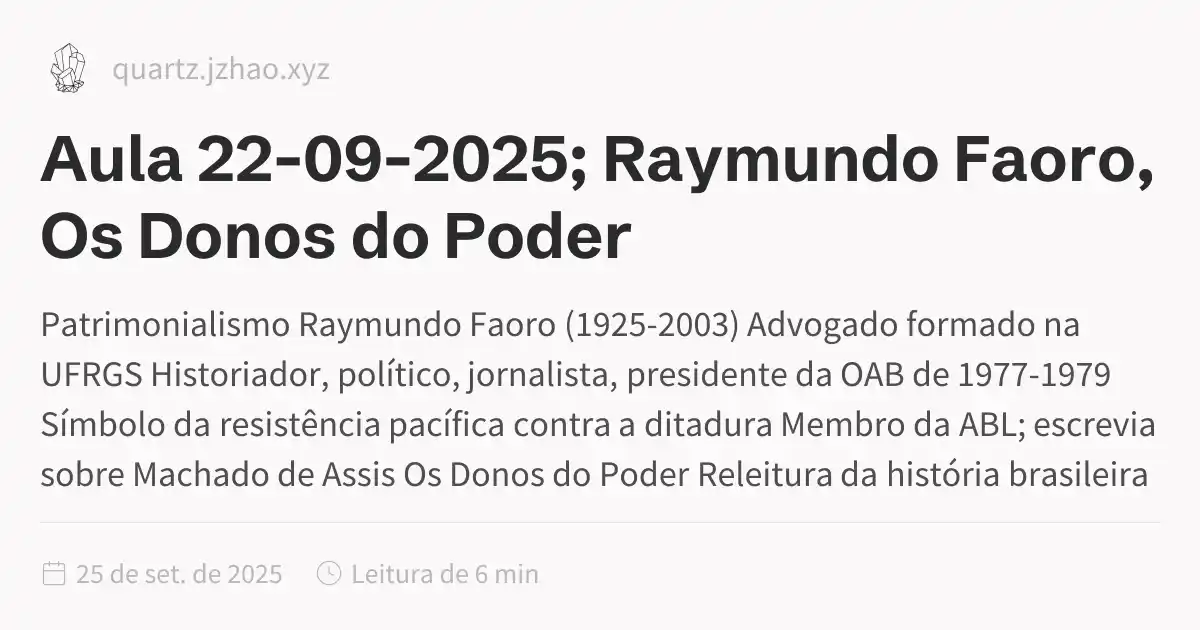 quartz.jzhao.xyz
Aula 22-09-2025; Raymundo Faoro,
Os Donos do Poder
Patrimonialismo Raymundo Faoro (1925-2003) Advogado formado na
UFRGS Historiador, político, jornalista, presidente da OAB de 1977-1979
Símbolo da resistência pacífica contra a ditadura Membro da ABL; escrevia
sobre Machado de Assis Os Donos do Poder Releitura da história brasileira
25 de set. de 2025 Leitura de 6 min